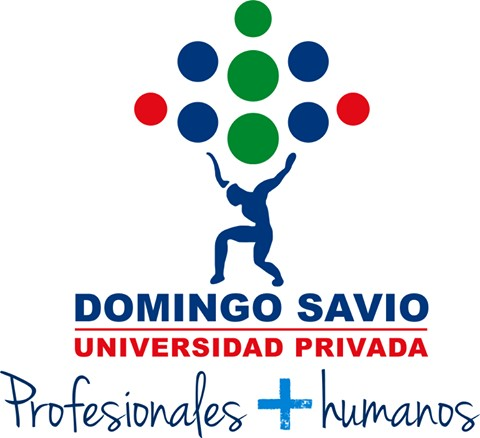 DOMINGO SAVIO
UNIVERSIDAD PRIVADA
Profesionales + humanos